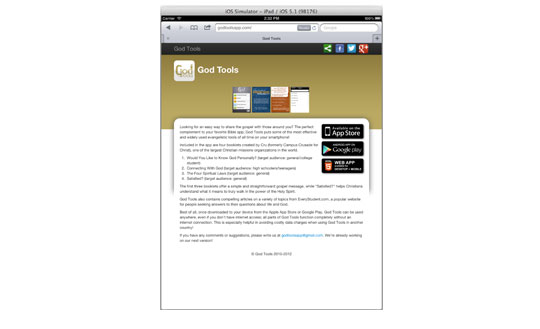 iOS Simulator - iPad / iOS 5.1 (9B176)
Carrier
2:32 PM
100%
godtoolsapp.com/
Reader
Google
God Tools
God Tools
God Tools
Looking for an easy way to share the gospel with those around you? The perfect
complement to your favorite Bible app, God Tools puts some of the most effective
and widely used evangelistic tools of all time on your smartphone!
Included in the app are four booklets created by Cru (formerly Campus Crusade for
Christ), one of the largest Christian missions organizations in the world.
1. Would You Like to Know God Personally? (target audience: general/college
student)
2. Connecting With God (target audience: high schoolers/teenagers)
3. The Four Spiritual Laws (target audience: general)
4. Satisfied? (target audience: general)
The first three booklets offer a simple and straightforward gospel message, while "Satisfied?" helps Christians
understand what it means to truly walk in the power of the Holy Spirit.
God Tools also contains compelling articles on a variety of topics from EveryStudent.com, a popular website
for people seeking answers to their questions about life and God.
Best of all, once downloaded to your device from the Apple App Store or Google Play, God Tools can be used
anywhere, even if you don't have internet access; all parts of God Tools function completely without an
internet connection. This is especially helpful in avoiding costly data charges when using God Tools in another
country!
If you have any comments or suggestions, please write us at godtoolsapp@gmail.com. We're already working
on our next version!
Available on the
App Store
ANDROID APP ON
Google play
WEB APP
DESKTOP + MOBILE
© God Tools 2010-2012